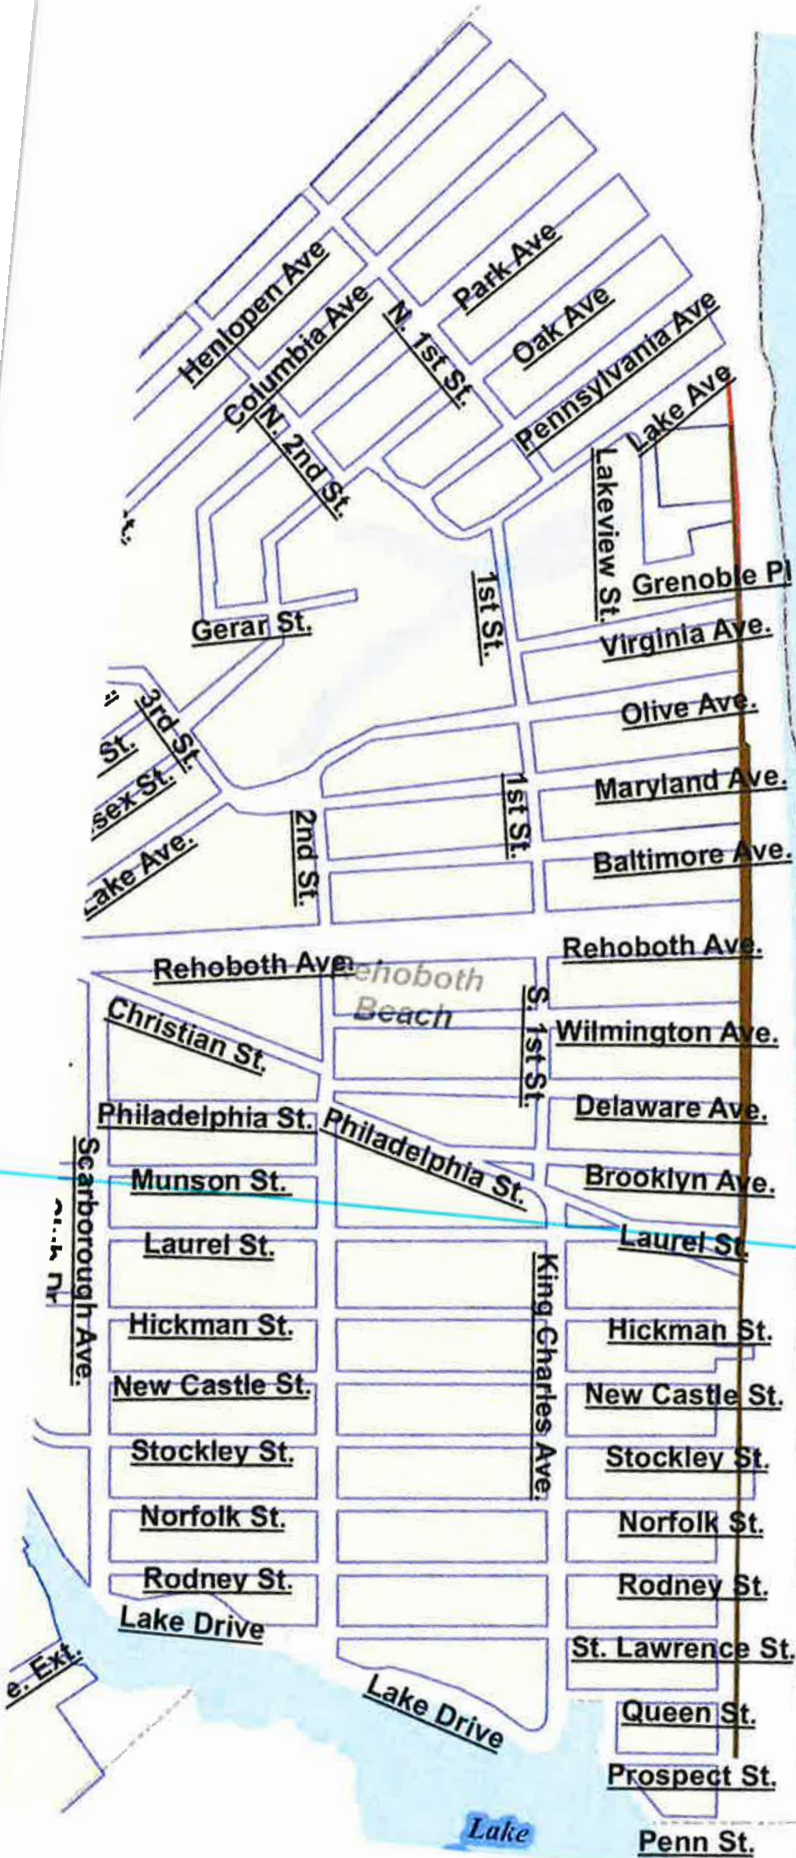 Henlopen Ave
Columbia Ave
Park Ave
N. 1st St.
Oak Ave
Pennsylvania Ave
Lake Ave
N. 2nd St.
Lakeview St.
Grenoble Pl
1st St.
Gerar St.
Virginia Ave.
3rd St.
St.
Olive Ave.
sex St.
1st St.
Maryland Ave.
2nd St.
Lake Ave.
Baltimore Ave.
Rehoboth Ave.
Rehoboth Ave.
Rehoboth
Beach
Christian St.
S. 1st St.
Wilmington Ave.
Philadelphia St.
Philadelphia St.
Delaware Ave.
Scarborough Ave.
Munson St.
Brooklyn Ave.
Laurel St.
Laurel St.
King Charles Ave.
Hickman St.
Hickman St.
New Castle St.
New Castle St.
Stockley St.
Stockley St.
Norfolk St.
Norfolk St.
Rodney St.
Rodney St.
Lake Drive
St. Lawrence St.
e. Ext.
Lake Drive
Queen St.
Prospect St.
Lake
Penn St.